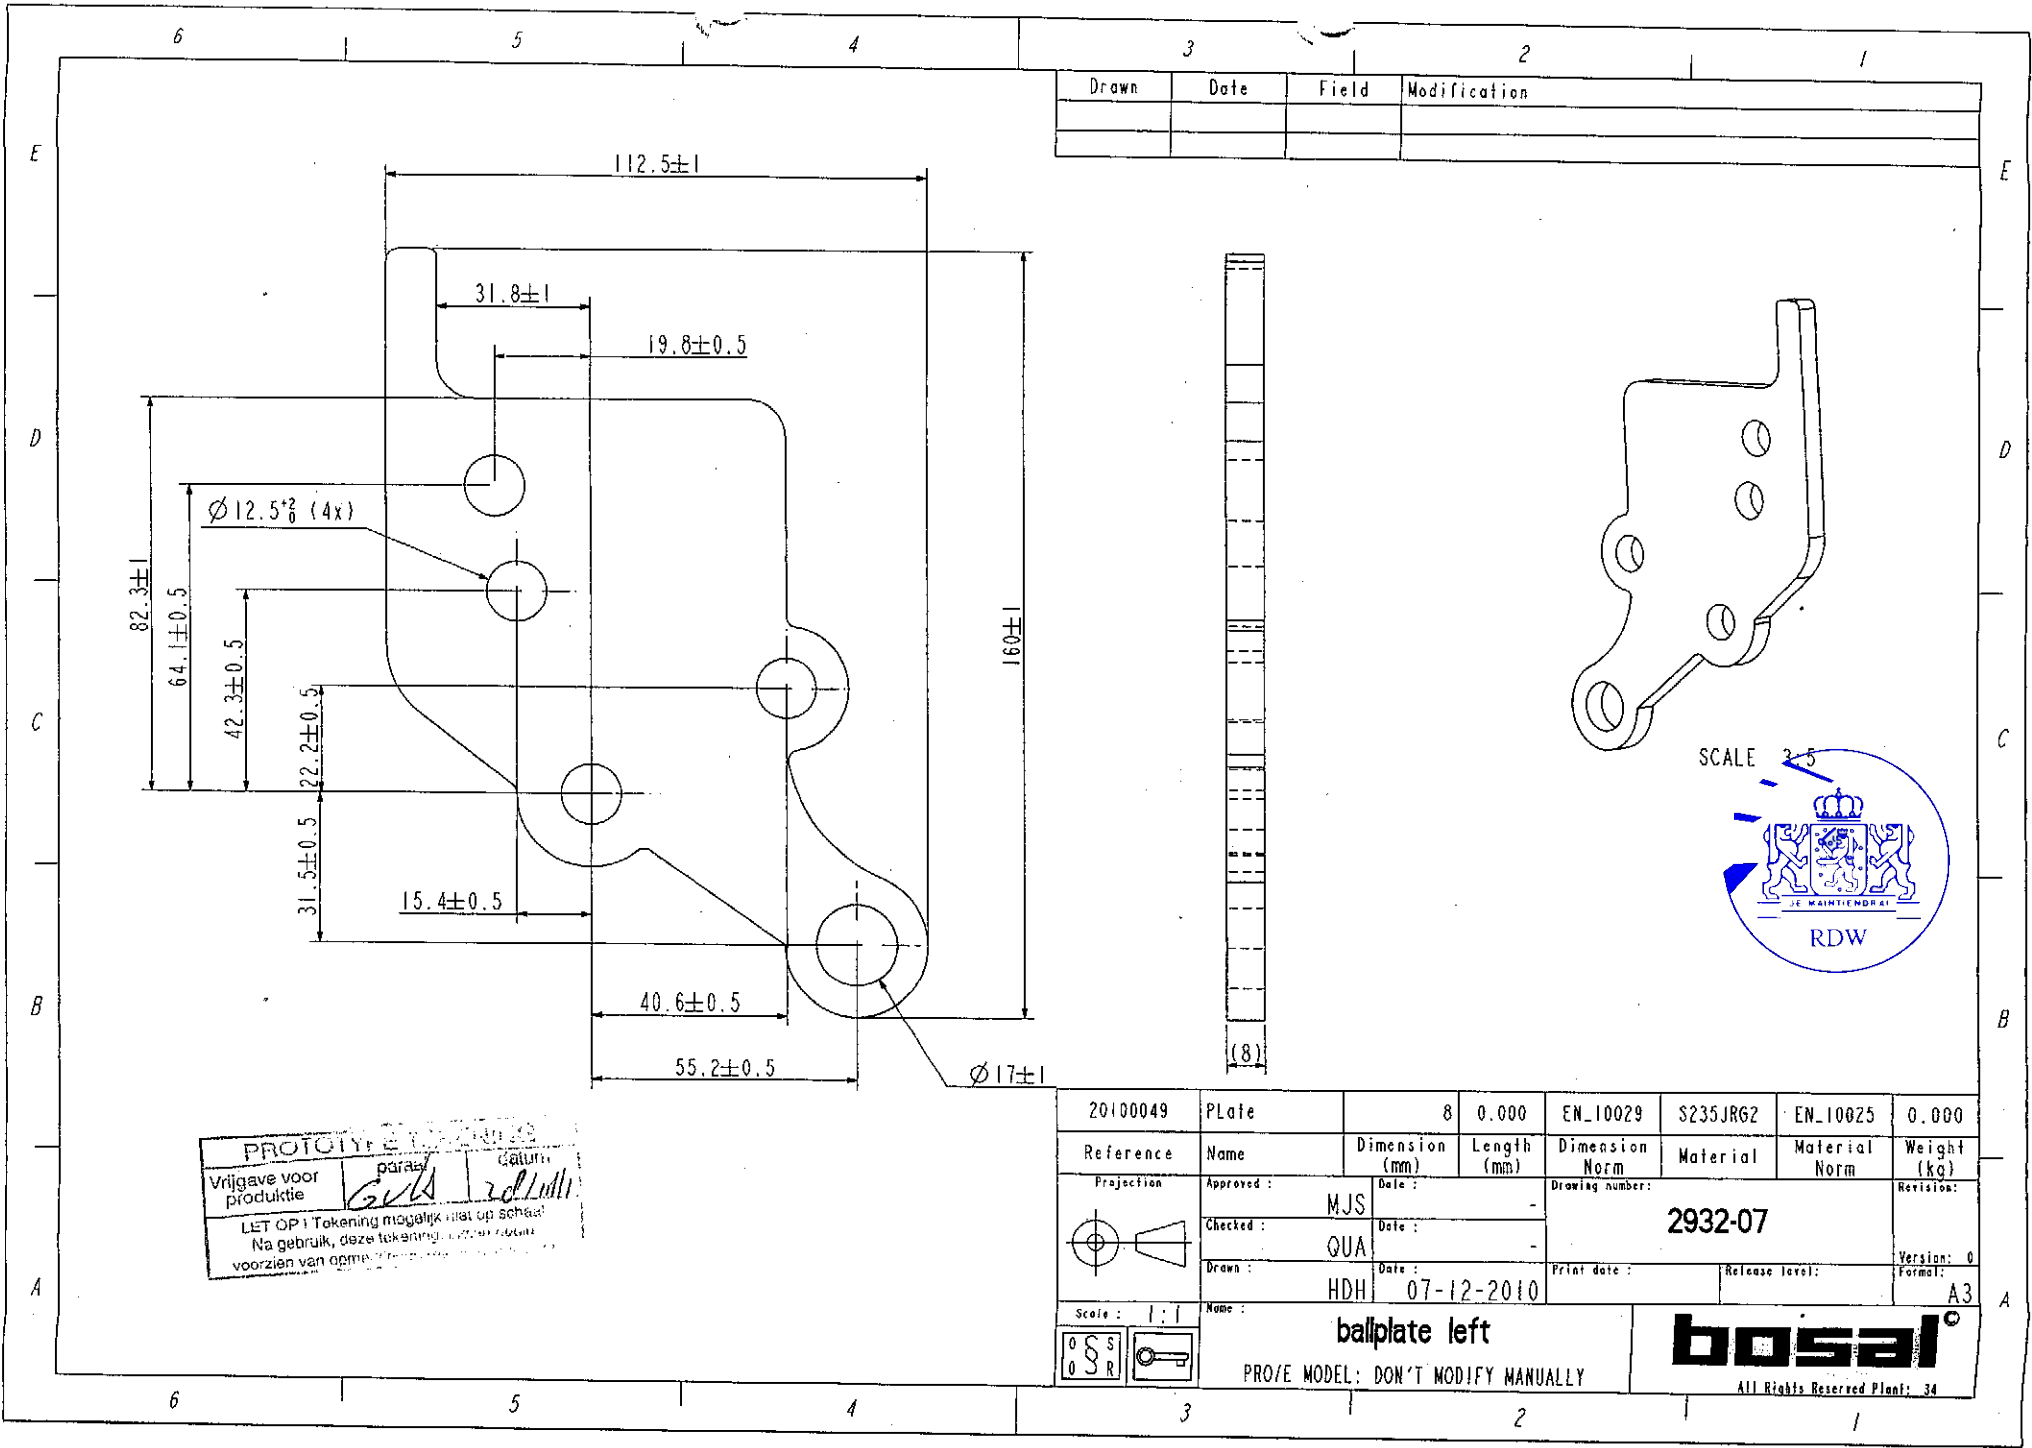 6 5 4 3 2 1
Drawn Date Field Modification
E E
112.5±1
31.8±1
19.8±0.5
D D
Ø12.5 +2 0 (4x)
82.3±1
64.1±0.5
42.3±0.5
22.2±0.5
31.5±0.5
160±1
C C
SCALE 3:5
JE MAINTIENDRAI
RDW
15.4±0.5
40.6±0.5
B B
55.2±0.5
Ø17±1
(8)
PROTOTYPE
paraaf datum
Vrijgave voor
produktie
LET OP! Tekening mogelijk niet op schaal
Na gebruik, deze tekening
voorzien van
20100049 PLate 8 0.000 EN_10029 S235JRG2 EN_10025 0.000
Reference Name Dimension (mm) Length (mm) Dimension Norm Material Material Norm Weight (kg)
Projection Approved : MJS Date : - Drawing number: 2932-07 Revision:
Checked : QUA Date : - Version: 0
Drawn : HDH Date : 07-12-2010 Print date : Release level: Format: A3
A A
Scale : 1:1 Name : ballplate left
PRO/E MODEL: DON'T MODIFY MANUALLY
0 S S
0 S R
bosal©
All Rights Reserved Plant: 34
6 5 4 3 2 1